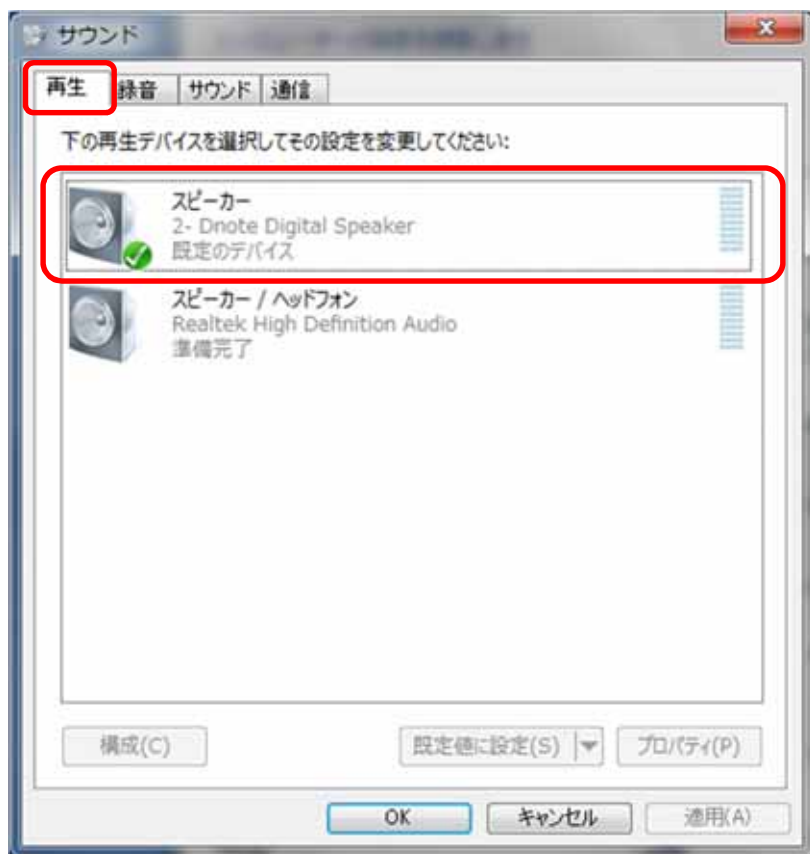 サウンド
再生 録音 サウンド 通信
下の再生デバイスを選択してその設定を変更してください:
スピーカー
2- Dnote Digital Speaker
既定のデバイス
スピーカー / ヘッドフォン
Realtek High Definition Audio
準備完了
構成(C) 既定値に設定(S) プロパティ(P)
OK キャンセル 適用(A)